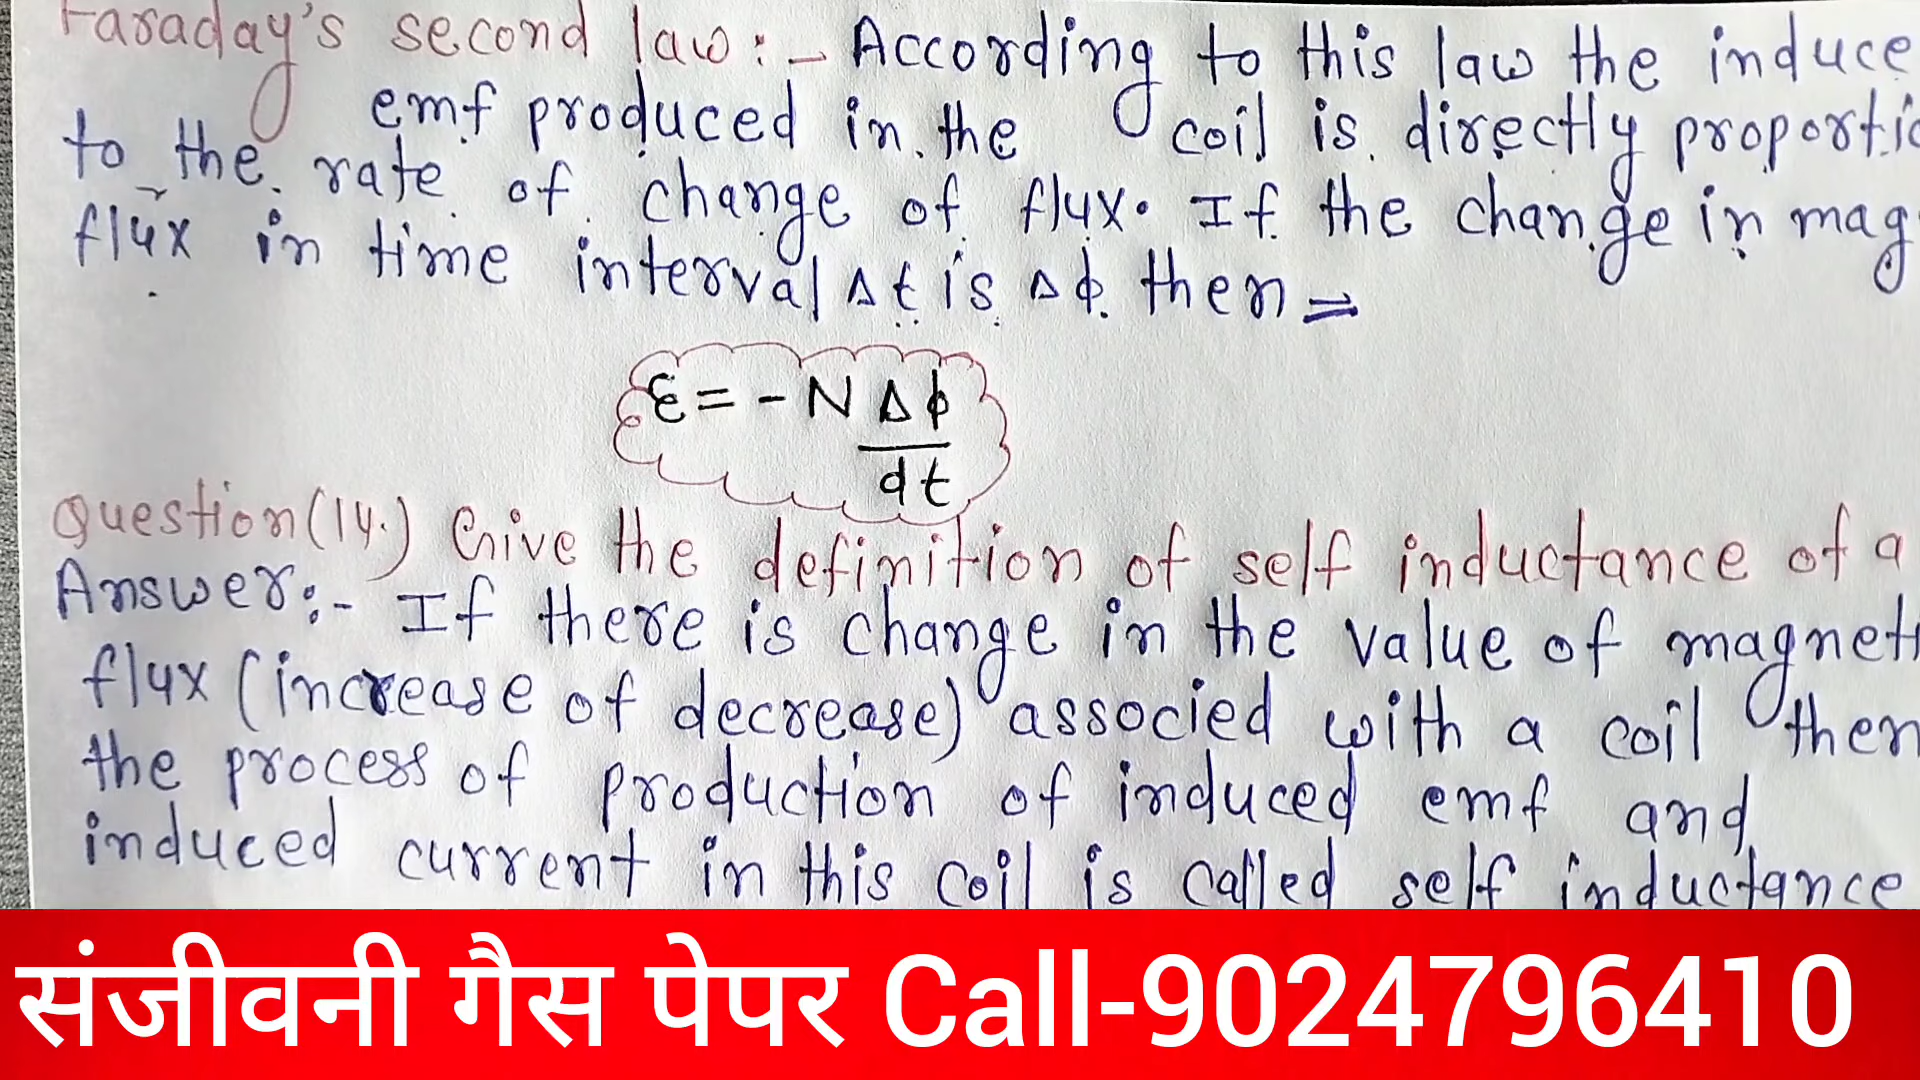 Faraday's second law:- According to this law the induce
emf produced in the coil is directly proportio
to the rate of change of flux. If the change in mag
flux in time interval Δt is Δϕ then =
ε = - N Δϕ
dt
Question(14.) Give the definition of self inductance of a
Answer:- If there is change in the value of magneti
flux (increase of decrease) associed with a coil then
the process of production of induced emf and
induced current in this coil is called self inductance
संजीवनी गैस पेपर Call-9024796410